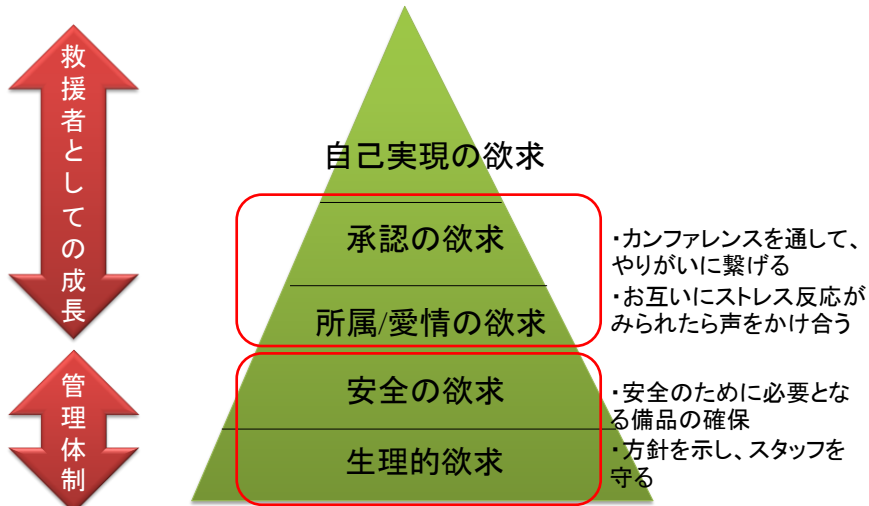 救援者としての成長
管理体制
自己実現の欲求
承認の欲求
所属/愛情の欲求
安全の欲求
生理的欲求
・カンファレンスを通して、
やりがいに繋げる
・お互いにストレス反応が
みられたら声をかけ合う
・安全のために必要とな
る備品の確保
・方針を示し、スタッフを
守る